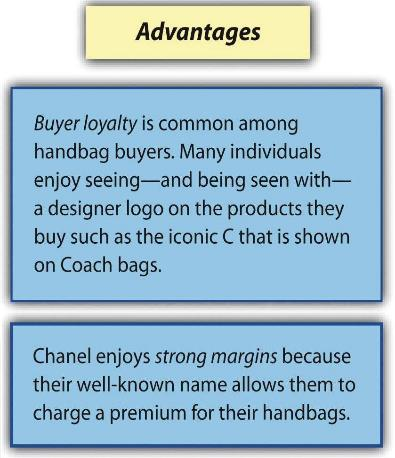 Advantages
Buyer loyalty is common among
handbag buyers. Many individuals
enjoy seeing—and being seen with—
a designer logo on the products they
buy such as the iconic C that is shown
on Coach bags.
Chanel enjoys strong margins because
their well-known name allows them to
charge a premium for their handbags.